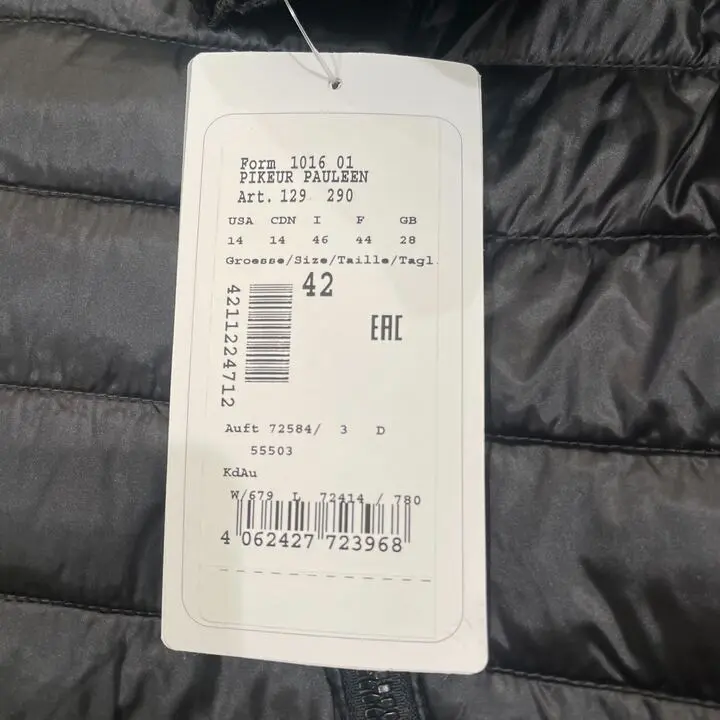 Form 1016 01
PIKEUR PAULEEN
Art. 129 290
USA CDN I F GB
14 14 46 44 28
Groesse/Size/Taille/Tagl.
42
4211224712
EAC
Auft 72584/ 3 D
55503
KdAu
W/679 L 72414 / 780
4 062427 723968